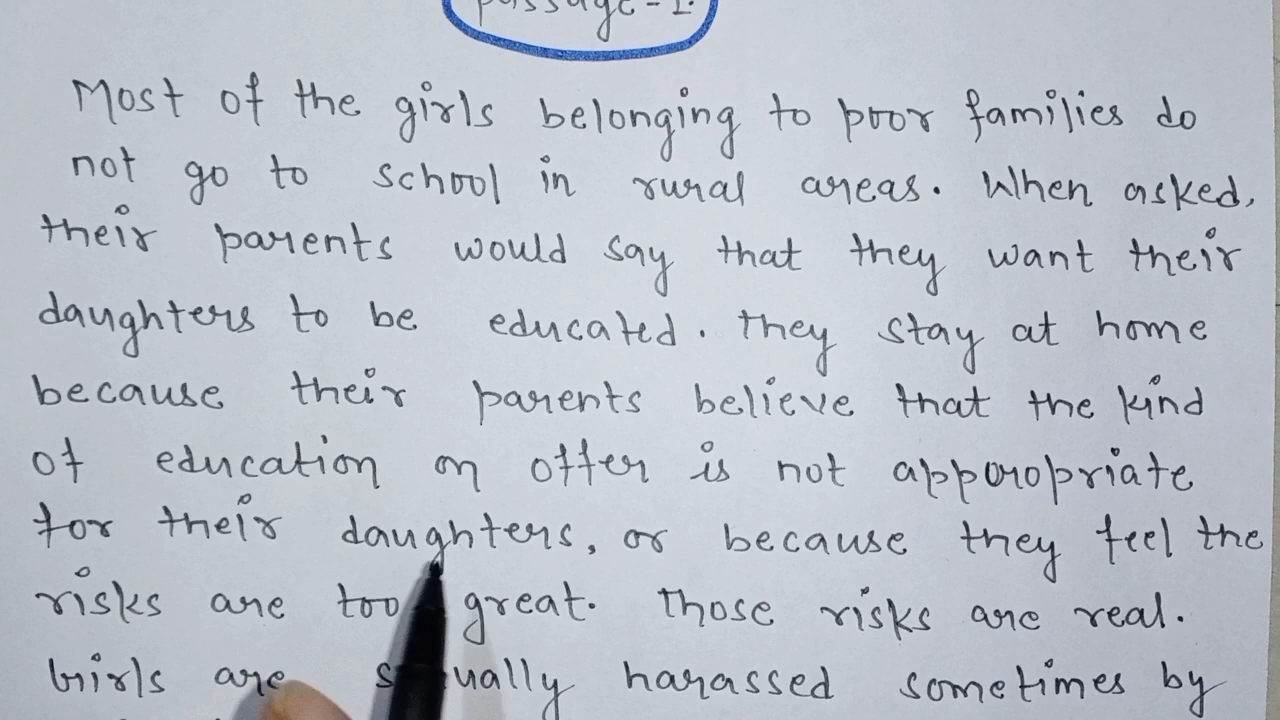 passage-I.
Most of the girls belonging to poor families do
not go to school in rural areas. When asked,
their parents would say that they want their
daughters to be educated. They stay at home
because their parents believe that the kind
of education on offer is not apporopriate
for their daughters, or because they feel the
risks are too great. Those risks are real.
Girls are harassed sometimes by